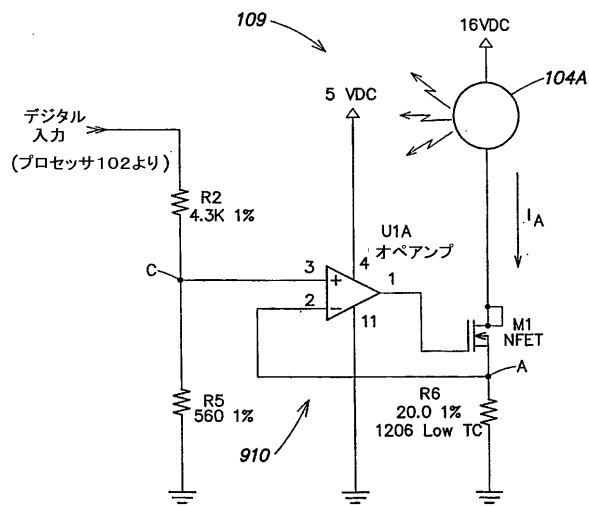 109
16VDC
104A
5 VDC
デジタル
入力
(プロセッサ102より)
R2
4.3K 1%
U1A
オペアンプ
IA
C
3
4
1
2
11
M1
NFET
A
R5
560 1%
R6
20.0 1%
1206 Low TC
910
+
−